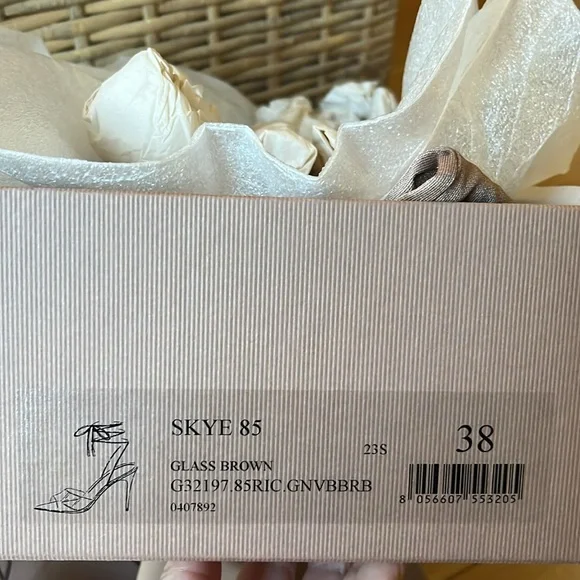 SKYE 85
23S
38
GLASS BROWN
G32197.85RIC.GNVBBRB
0407892
8 056607 553205